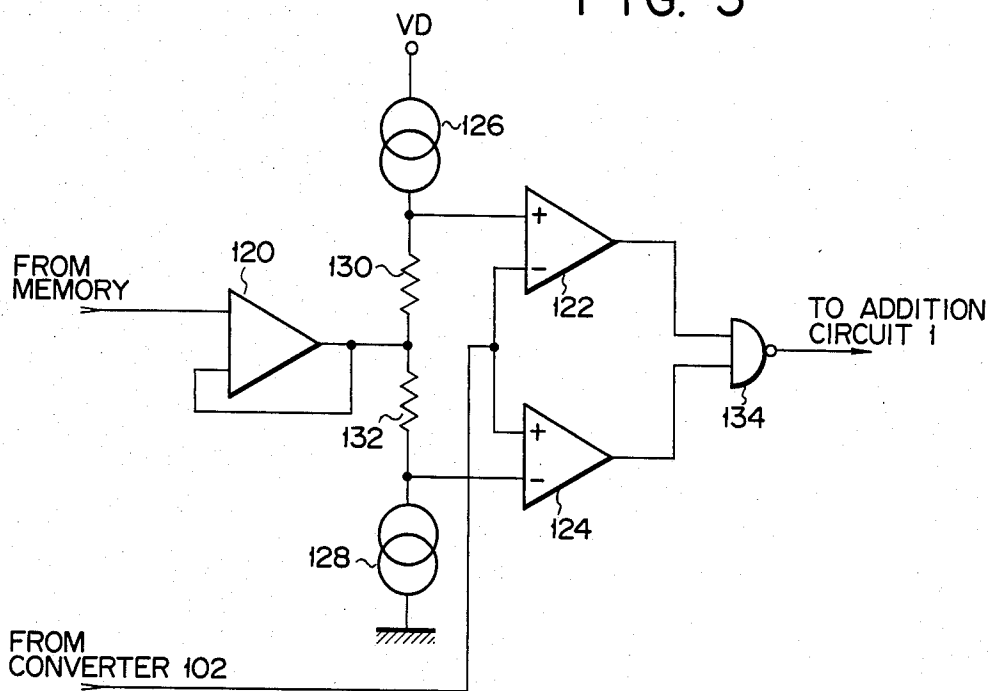 FIG. 5
VD
126
120
FROM
MEMORY
130
+
−
122
TO ADDITION
CIRCUIT 1
134
132
+
−
124
128
FROM
CONVERTER 102